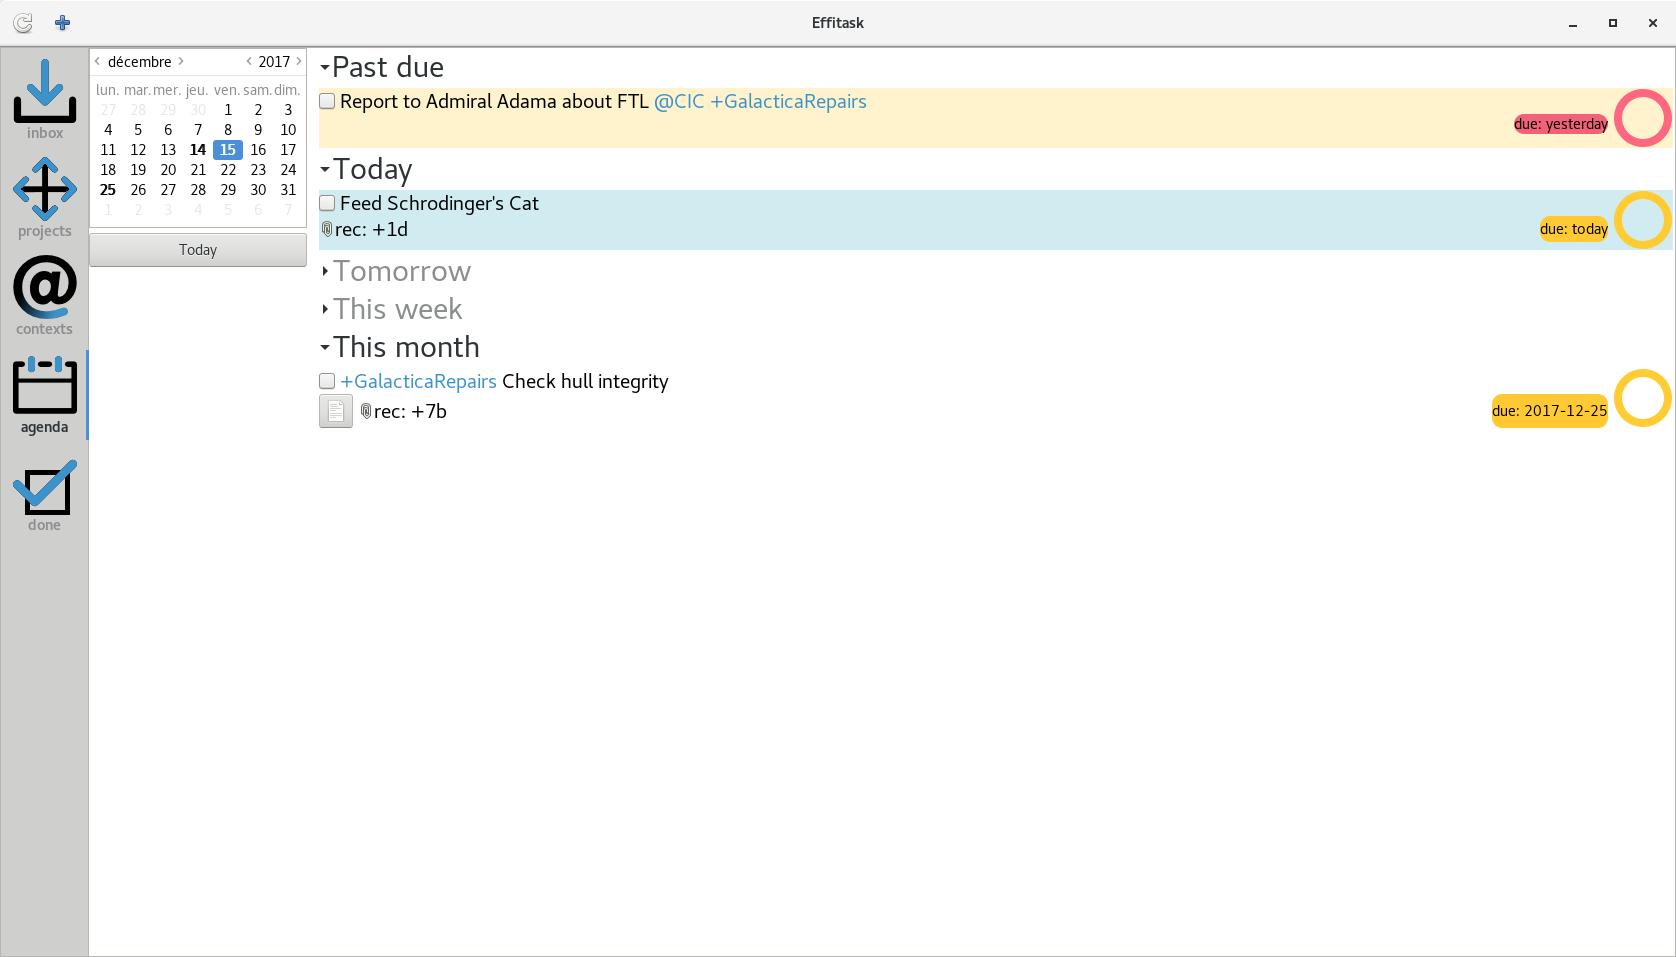 Effitask
inbox
projects
contexts
agenda
done
décembre 2017
lun. mar. mer. jeu. ven. sam. dim.
27 28 29 30 1 2 3
4 5 6 7 8 9 10
11 12 13 14 15 16 17
18 19 20 21 22 23 24
25 26 27 28 29 30 31
1 2 3 4 5 6 7
Today
Past due
Report to Admiral Adama about FTL @CIC +GalacticaRepairs
due: yesterday
Today
Feed Schrodinger's Cat
rec: +1d
due: today
Tomorrow
This week
This month
+GalacticaRepairs Check hull integrity
rec: +7b
due: 2017-12-25